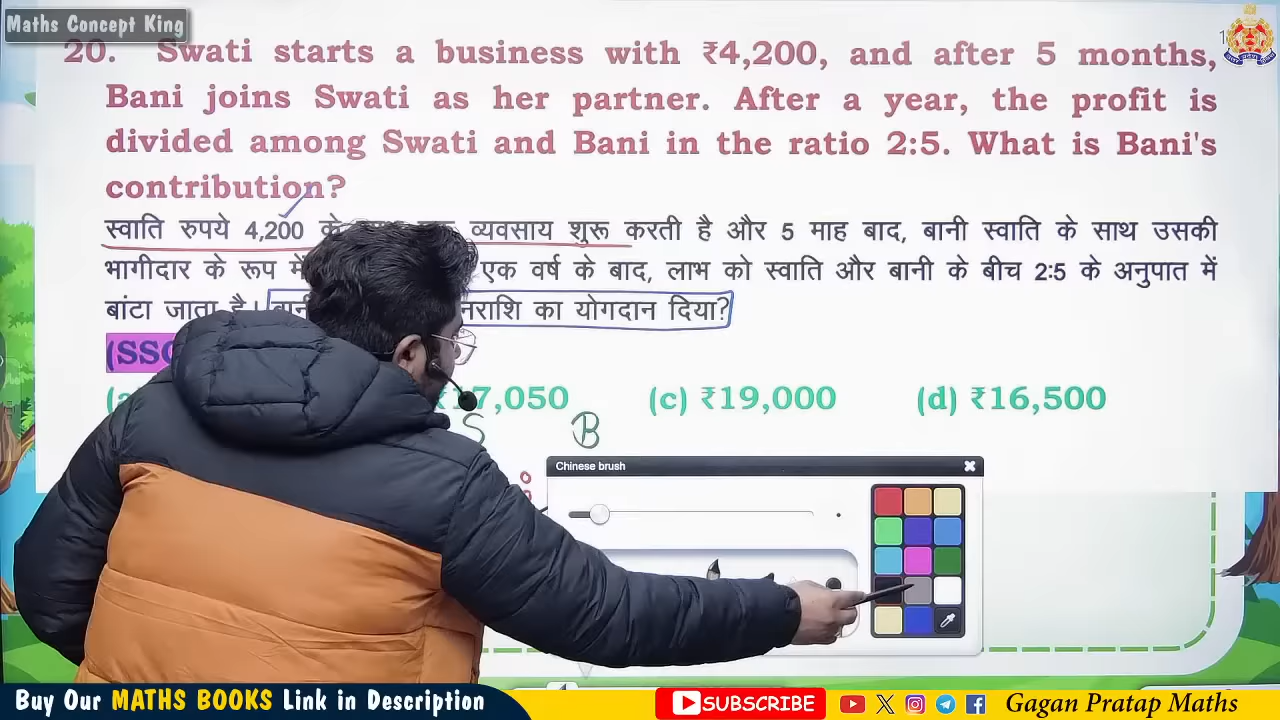 Maths Concept King
20. Swati starts a business with ₹4,200, and after 5 months,
Bani joins Swati as her partner. After a year, the profit is
divided among Swati and Bani in the ratio 2:5. What is Bani's
contribution?
स्वाति रुपये 4,200 के व्यवसाय शुरू करती है और 5 माह बाद, बानी स्वाति के साथ उसकी
भागीदार के रूप में एक वर्ष के बाद, लाभ को स्वाति और बानी के बीच 2:5 के अनुपात में
बांटा जाता है। का योगदान दिया?
(SSC
17,050 (c) ₹19,000 (d) ₹16,500
S B
Chinese brush
Buy Our MATHS BOOKS Link in Description SUBSCRIBE Gagan Pratap Maths